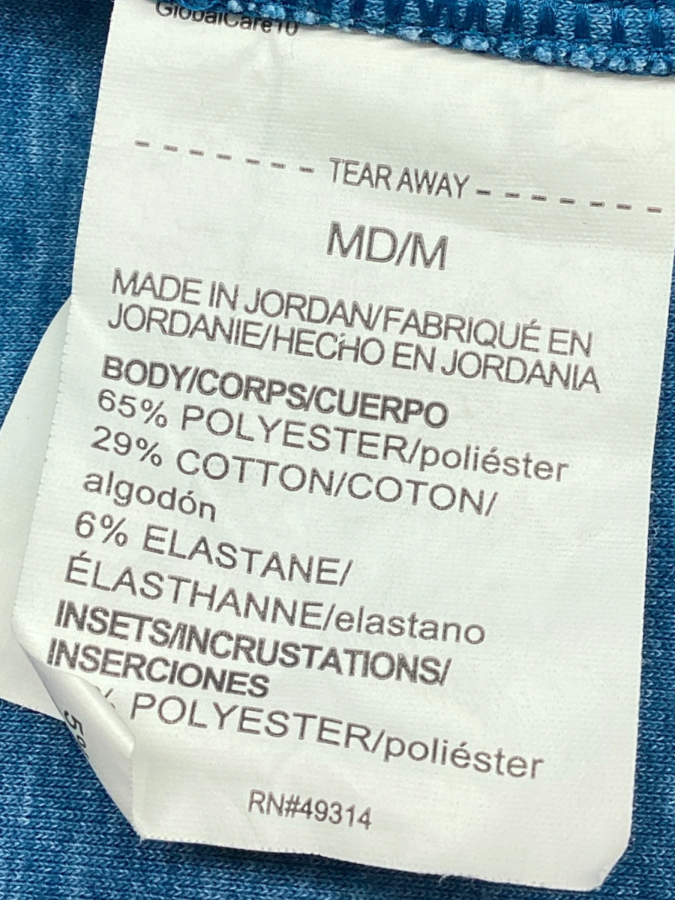 GlobalCare10
TEAR AWAY
MD/M
MADE IN JORDAN/FABRIQUÉ EN
JORDANIE/HECHO EN JORDANIA
BODY/CORPS/CUERPO
65% POLYESTER/poliéster
29% COTTON/COTON/
algodón
6% ELASTANE/
ÉLASTHANNE/elastano
INSETS/INCRUSTATIONS/
INSERCIONES
% POLYESTER/poliéster
RN#49314